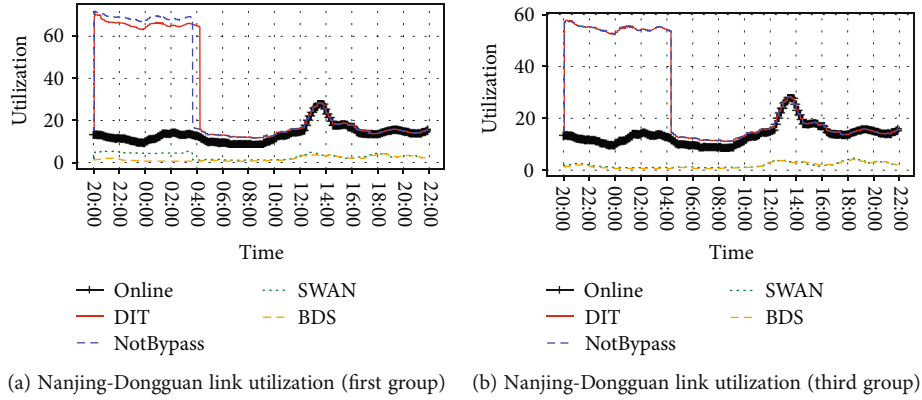 Utilization
60
40
20
0
20:00
22:00
00:00
02:00
04:00
06:00
08:00
10:00
12:00
14:00
16:00
18:00
20:00
22:00
Time
Online
DIT
NotBypass
SWAN
BDS
(a) Nanjing-Dongguan link utilization (first group)
Utilization
60
40
20
0
20:00
22:00
00:00
02:00
04:00
06:00
08:00
10:00
12:00
14:00
16:00
18:00
20:00
22:00
Time
Online
DIT
NotBypass
SWAN
BDS
(b) Nanjing-Dongguan link utilization (third group)